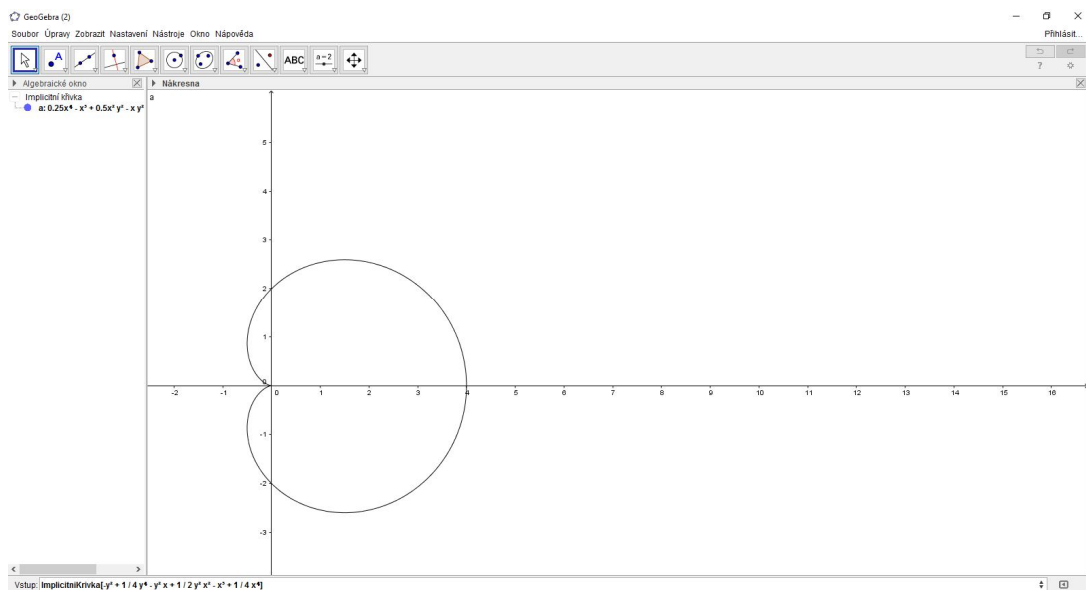 GeoGebra (2)
Soubor Úpravy Zobrazit Nastavení Nástroje Okno Nápověda
Přihlásit...
A
ABC
a=2
Algebraické okno
Nákresna
Implicitní křivka
a: 0.25x⁴ - x³ + 0.5x² y² - x y²
a
5
4
3
2
1
0
-2 -1 0 1 2 3 4 5 6 7 8 9 10 11 12 13 14 15 16
-1
-2
-3
Vstup: ImplicitniKrivka[-y² + 1 / 4 y⁴ - y² x + 1 / 2 y² x² - x³ + 1 / 4 x⁴]